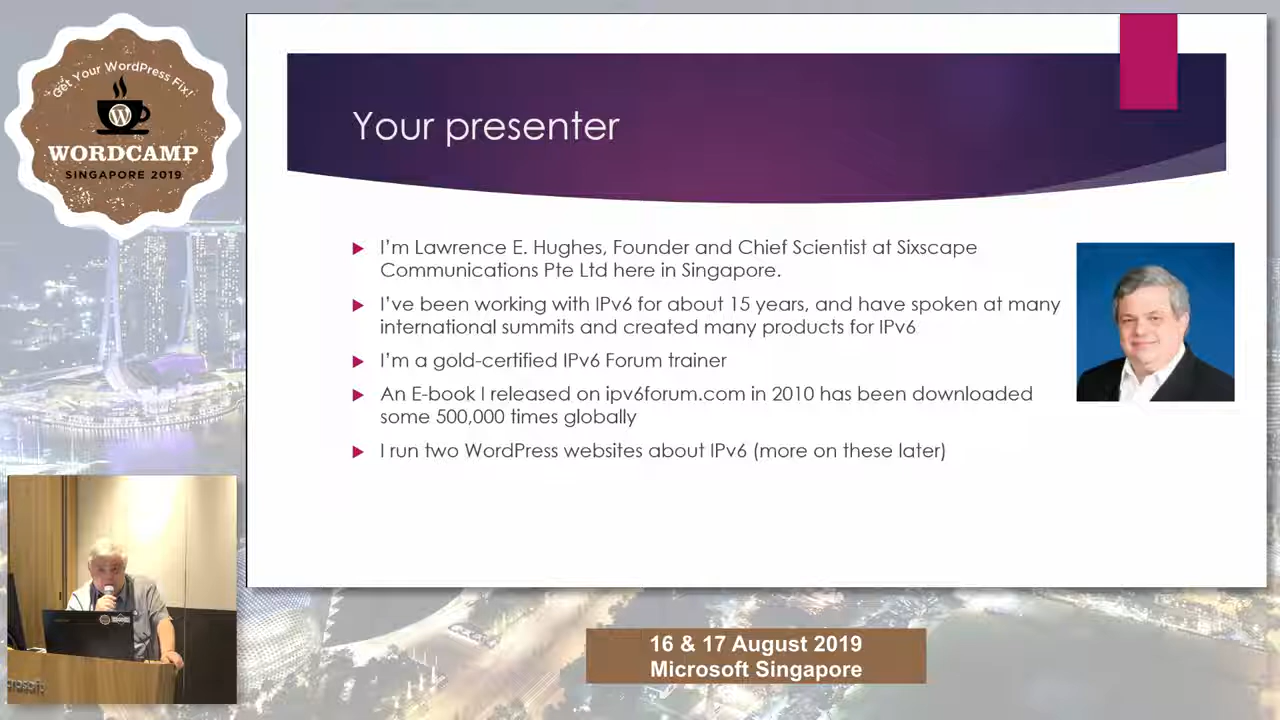 Get Your WordPress Fix!
WORDCAMP
SINGAPORE 2019
Your presenter
I'm Lawrence E. Hughes, Founder and Chief Scientist at Sixscape
Communications Pte Ltd here in Singapore.
I've been working with IPv6 for about 15 years, and have spoken at many
international summits and created many products for IPv6
I'm a gold-certified IPv6 Forum trainer
An E-book I released on ipv6forum.com in 2010 has been downloaded
some 500,000 times globally
I run two WordPress websites about IPv6 (more on these later)
16 & 17 August 2019
Microsoft Singapore